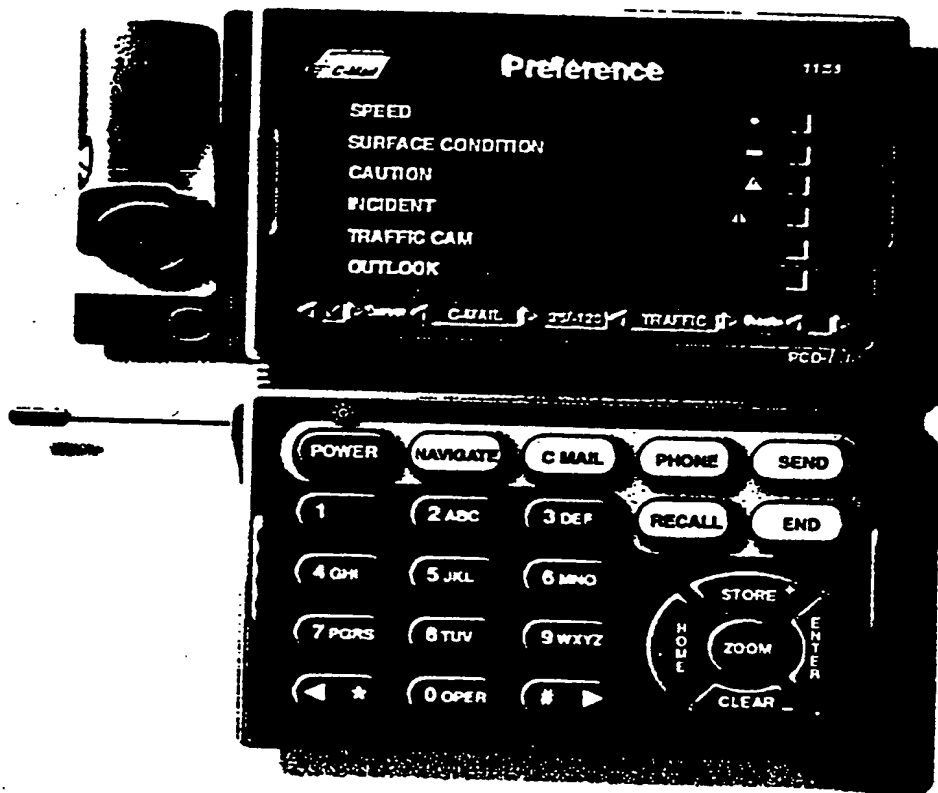 Preference
SPEED
SURFACE CONDITION
CAUTION
INCIDENT
TRAFFIC CAM
OUTLOOK
C-MAIL TRAFFIC
POWER NAVIGATE C MAIL PHONE SEND
1 2 ABC 3 DEF RECALL END
4 GHI 5 JKL 6 MNO
STORE +
7 PQRS 8 TUV 9 WXYZ HOME ZOOM ENTER
◀ * 0 OPER # ▶ CLEAR −